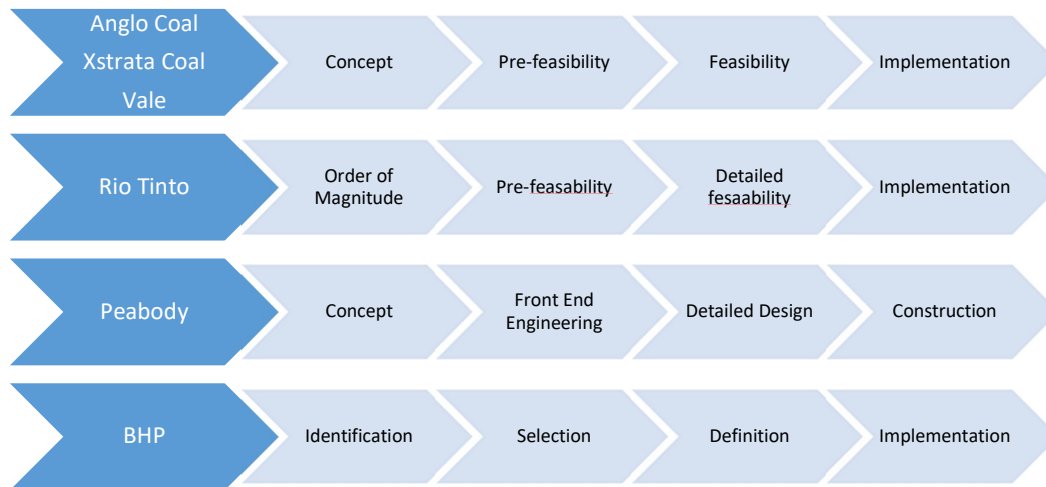 Anglo Coal
Xstrata Coal
Vale
Concept
Pre-feasibility
Feasibility
Implementation
Rio Tinto
Order of
Magnitude
Pre-feasability
Detailed
fesaability
Implementation
Peabody
Concept
Front End
Engineering
Detailed Design
Construction
BHP
Identification
Selection
Definition
Implementation